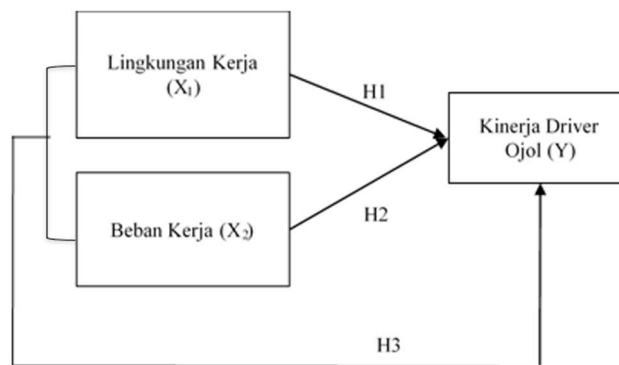 Lingkungan Kerja
(X₁)
H1
Kinerja Driver
Ojol (Y)
Beban Kerja (X₂)
H2
H3